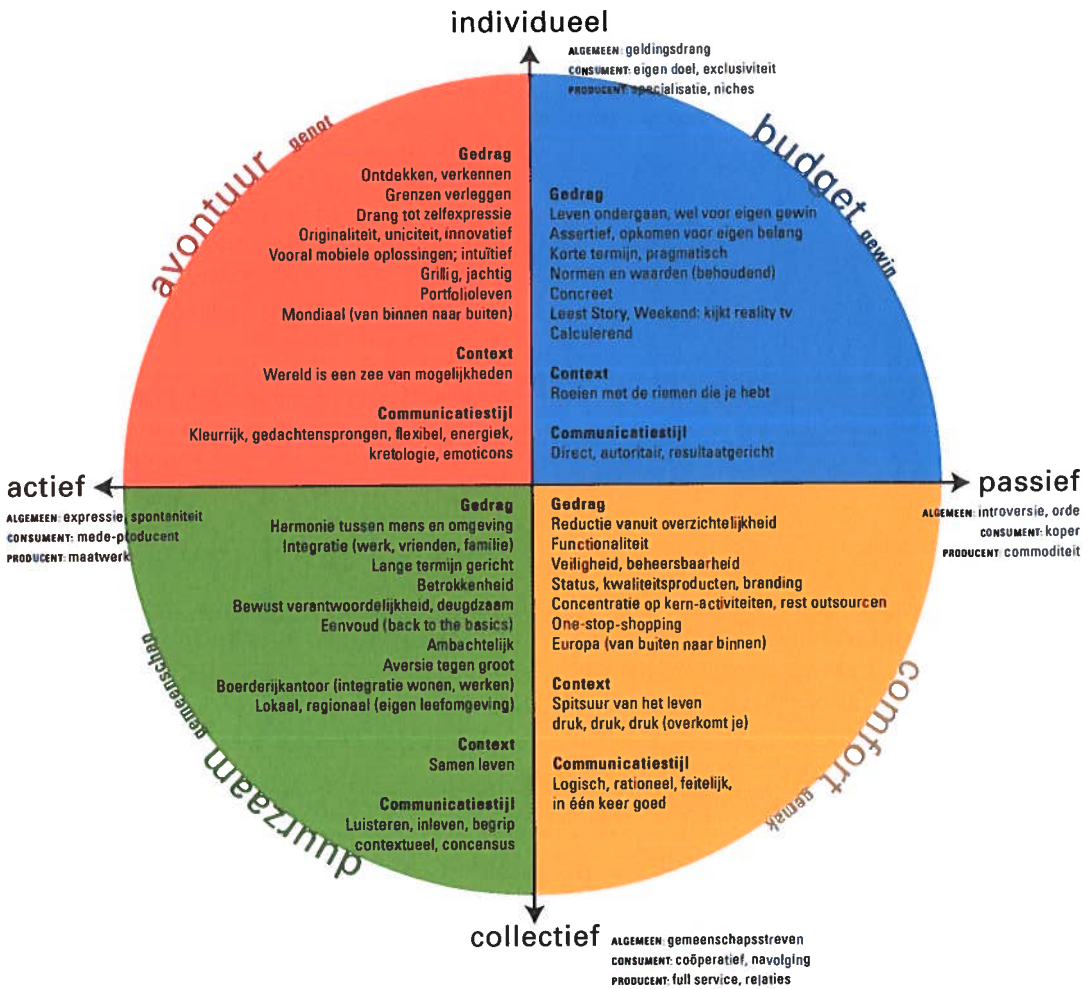 individueel
ALGEMEEN: geldingsdrang
CONSUMENT: eigen doel, exclusiviteit
PRODUCENT: specialisatie, niches
avontuur genot
Gedrag
Ontdekken, verkennen
Grenzen verleggen
Drang tot zelfexpressie
Originaliteit, uniciteit, innovatief
Vooral mobiele oplossingen; intuïtief
Grillig, jachtig
Portfolioleven
Mondiaal (van binnen naar buiten)
Context
Wereld is een zee van mogelijkheden
Communicatiestijl
Kleurrijk, gedachtensprongen, flexibel, energiek,
kretologie, emoticons
budget gewin
Gedrag
Leven ondergaan, wel voor eigen gewin
Assertief, opkomen voor eigen belang
Korte termijn, pragmatisch
Normen en waarden (behoudend)
Concreet
Leest Story, Weekend: kijkt reality tv
Calculerend
Context
Roeien met de riemen die je hebt
Communicatiestijl
Direct, autoritair, resultaatgericht
actief
ALGEMEEN: expressie, sponteniteit
CONSUMENT: mede-producent
PRODUCENT: maatwerk
passief
ALGEMEEN: introversie, orde
CONSUMENT: koper
PRODUCENT: commoditeit
Gedrag
Harmonie tussen mens en omgeving
Integratie (werk, vrienden, familie)
Lange termijn gericht
Betrokkenheid
Bewust verantwoordelijkheid, deugdzaam
Eenvoud (back to the basics)
Ambachtelijk
Aversie tegen groot
Boerderijkantoor (integratie wonen, werken)
Lokaal, regionaal (eigen leefomgeving)
Context
Samen leven
Communicatiestijl
Luisteren, inleven, begrip
contextueel, concensus
duurzaam gemeenschap
Gedrag
Reductie vanuit overzichtelijkheid
Functionaliteit
Veiligheid, beheersbaarheid
Status, kwaliteitsproducten, branding
Concentratie op kern-activiteiten, rest outsourcen
One-stop-shopping
Europa (van buiten naar binnen)
Context
Spitsuur van het leven
druk, druk, druk (overkomt je)
Communicatiestijl
Logisch, rationeel, feitelijk,
in één keer goed
comfort gemak
collectief
ALGEMEEN: gemeenschapsstreven
CONSUMENT: coöperatief, navolging
PRODUCENT: full service, relaties